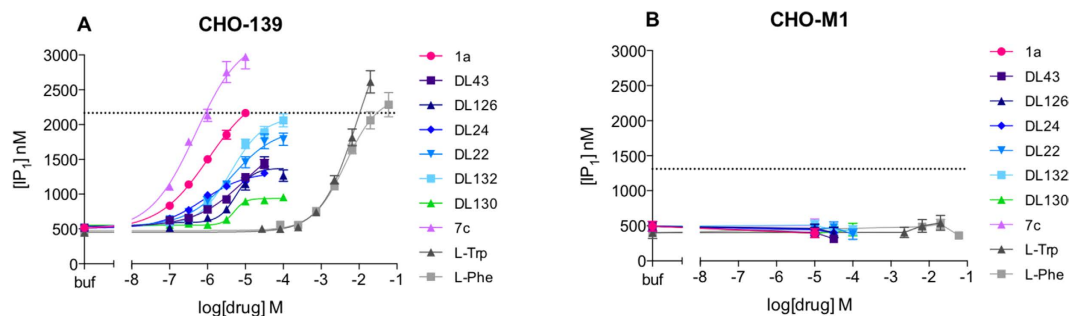 A
CHO-139
3000
2500
2000
1500
1000
500
0
[IP1] nM
buf
-8 -7 -6 -5 -4 -3 -2 -1
log[drug] M
1a
DL43
DL126
DL24
DL22
DL132
DL130
7c
L-Trp
L-Phe
B
CHO-M1
3000
2500
2000
1500
1000
500
0
[IP1] nM
buf
-8 -7 -6 -5 -4 -3 -2 -1
log[drug] M
1a
DL43
DL126
DL24
DL22
DL132
DL130
7c
L-Trp
L-Phe